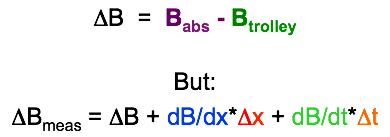 ΔB = B_abs - B_trolley
But:
ΔB_meas = ΔB + dB/dx*Δx + dB/dt*Δt